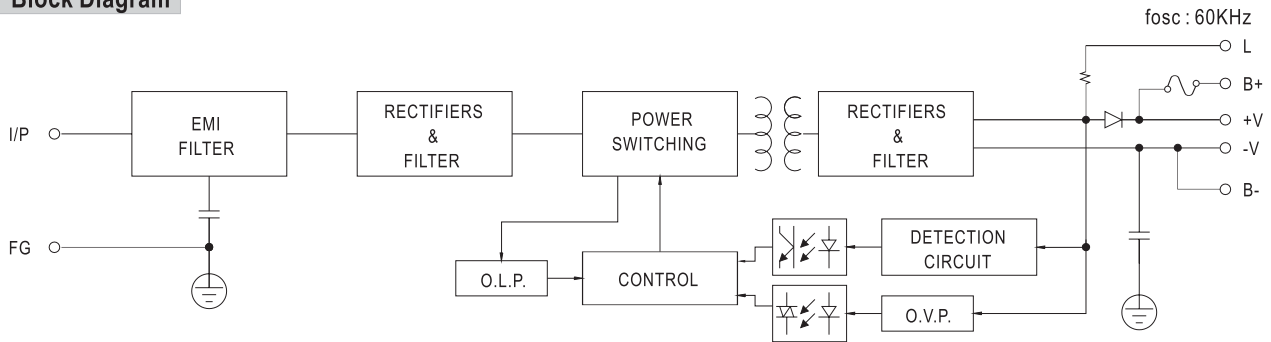 Block Diagram
fosc : 60KHz
L
B+
+V
-V
B-
I/P
EMI
FILTER
RECTIFIERS
&
FILTER
POWER
SWITCHING
RECTIFIERS
&
FILTER
FG
O.L.P.
CONTROL
DETECTION
CIRCUIT
O.V.P.